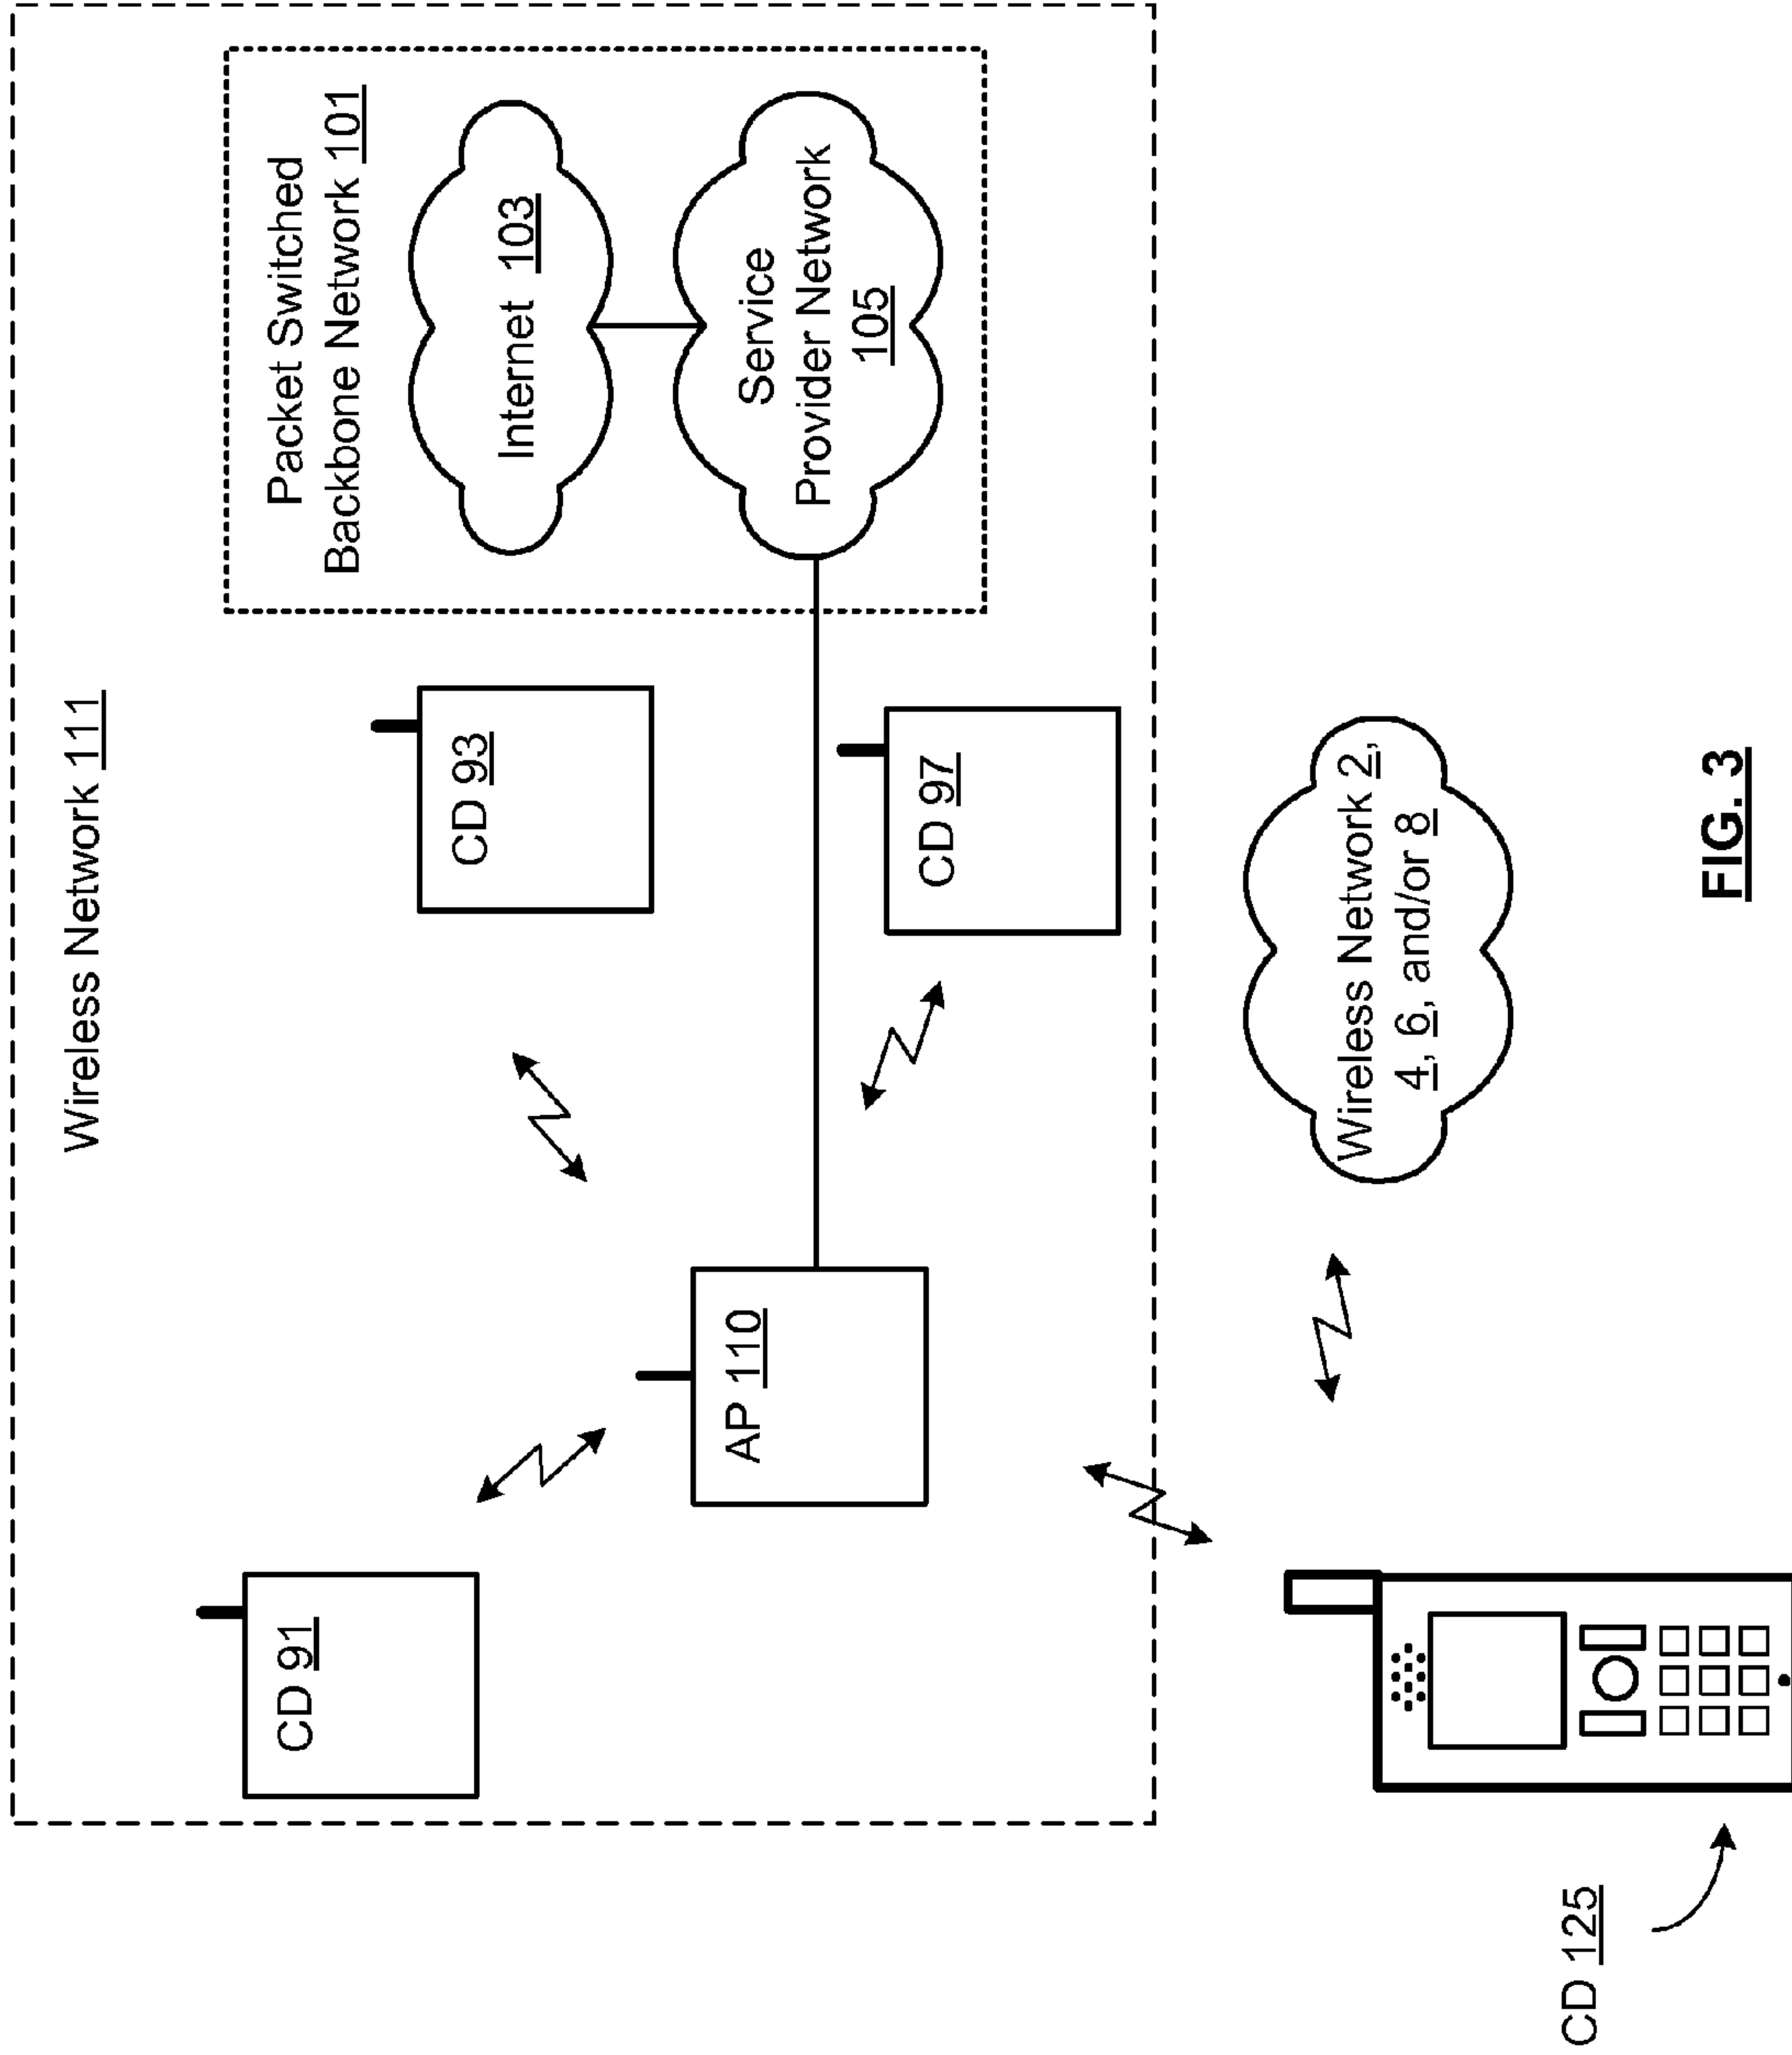 Wireless Network 111
Packet Switched
Backbone Network 101
Internet 103
Service
Provider Network
105
CD 91
CD 93
AP 110
CD 97
Wireless Network 2,
4, 6, and/or 8
CD 125
FIG. 3